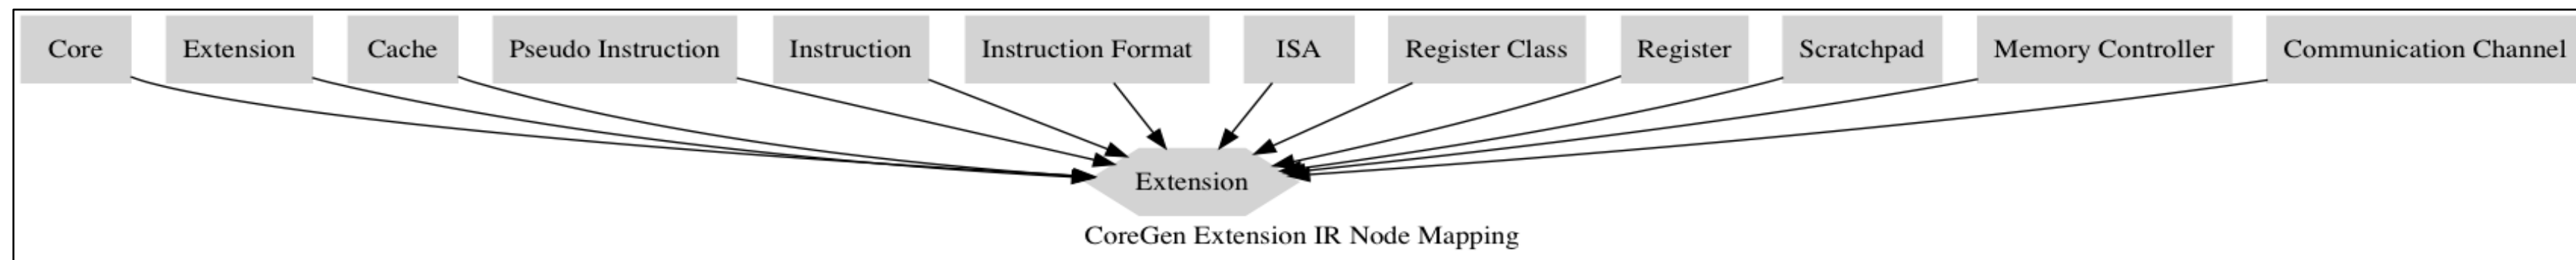 Core
Extension
Cache
Pseudo Instruction
Instruction
Instruction Format
ISA
Register Class
Register
Scratchpad
Memory Controller
Communication Channel
Extension
CoreGen Extension IR Node Mapping